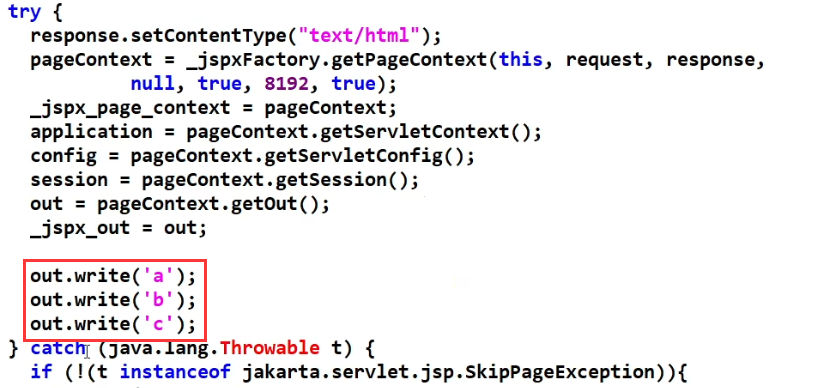 try {
response.setContentType("text/html");
pageContext = _jspxFactory.getPageContext(this, request, response,
null, true, 8192, true);
_jspx_page_context = pageContext;
application = pageContext.getServletContext();
config = pageContext.getServletConfig();
session = pageContext.getSession();
out = pageContext.getOut();
_jspx_out = out;
out.write('a');
out.write('b');
out.write('c');
} catch (java.lang.Throwable t) {
if (!(t instanceof jakarta.servlet.jsp.SkipPageException)){